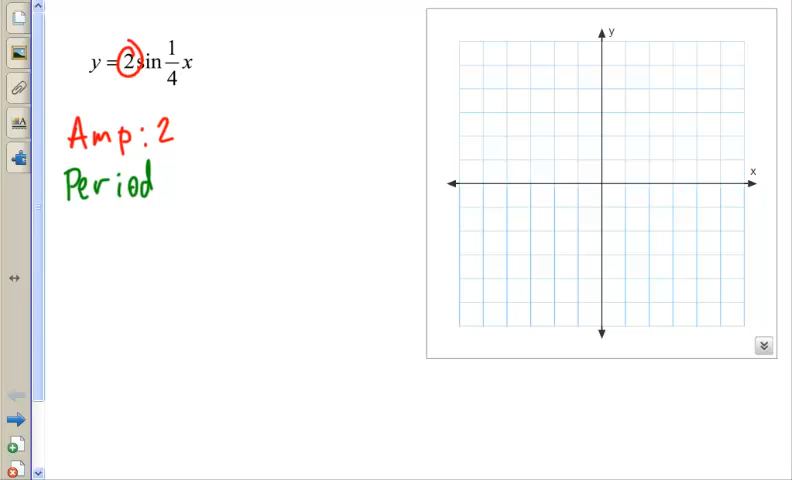 y = 2 sin 1/4 x
Amp: 2
Period
y
x